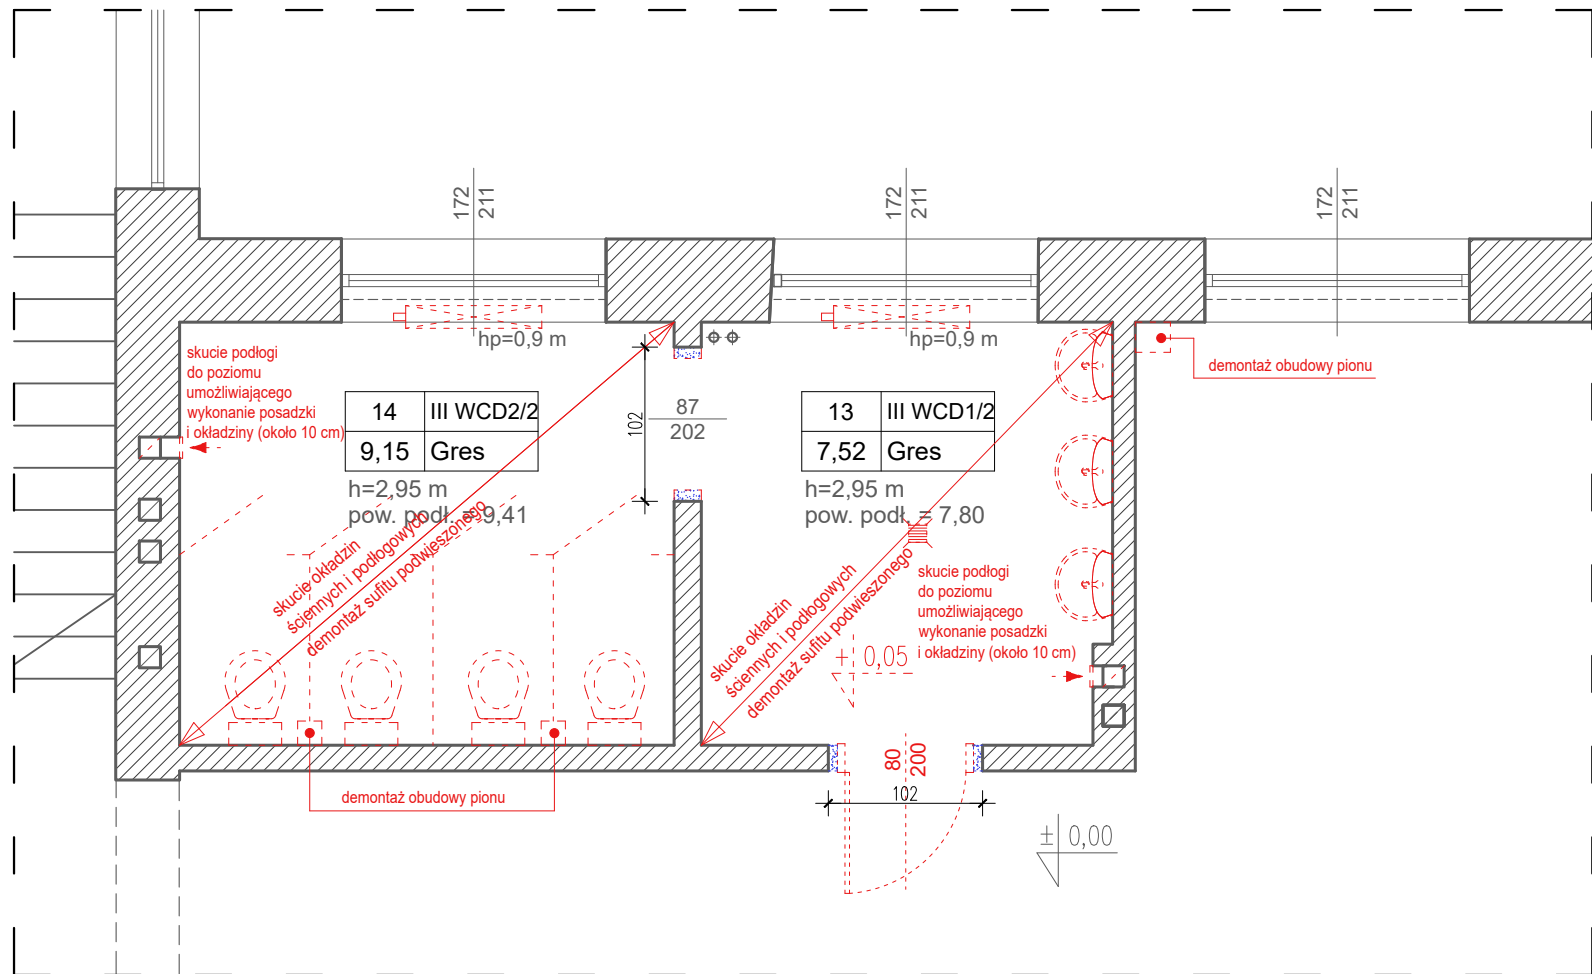 172
211
172
211
172
211
hp=0,9 m
hp=0,9 m
skucie podłogi
do poziomu
umożliwiającego
wykonanie posadzki
i okładziny (około 10 cm)
demontaż obudowy pionu
14 III WCD2/2
9,15 Gres
h=2,95 m
pow. podł. = 9,41
102
87
202
13 III WCD1/2
7,52 Gres
h=2,95 m
pow. podł. = 7,80
skucie okładzin
ściennych i podłogowych
demontaż sufitu podwieszonego
skucie okładzin
ściennych i podłogowych
demontaż sufitu podwieszonego
skucie podłogi
do poziomu
umożliwiającego
wykonanie posadzki
i okładziny (około 10 cm)
+ 0,05
80
200
102
demontaż obudowy pionu
± 0,00